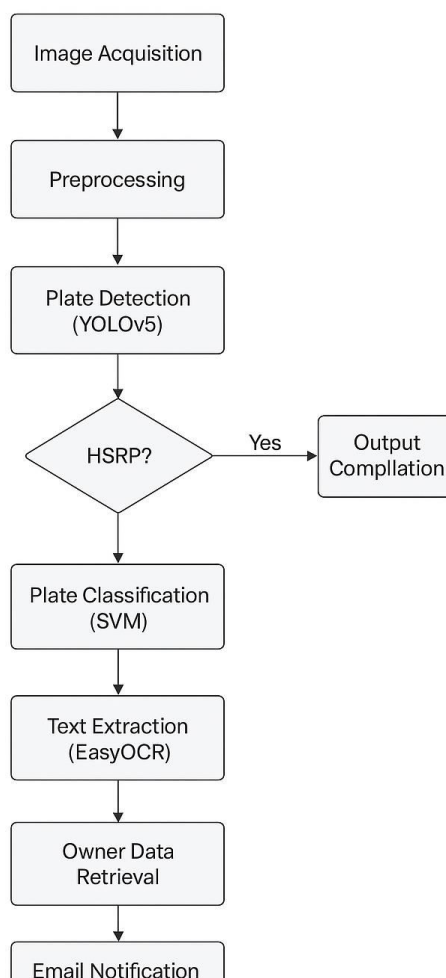 Image Acquisition
Preprocessing
Plate Detection
(YOLOv5)
HSRP?
Yes
Output
Compllation
Plate Classification
(SVM)
Text Extraction
(EasyOCR)
Owner Data
Retrieval
Email Notification